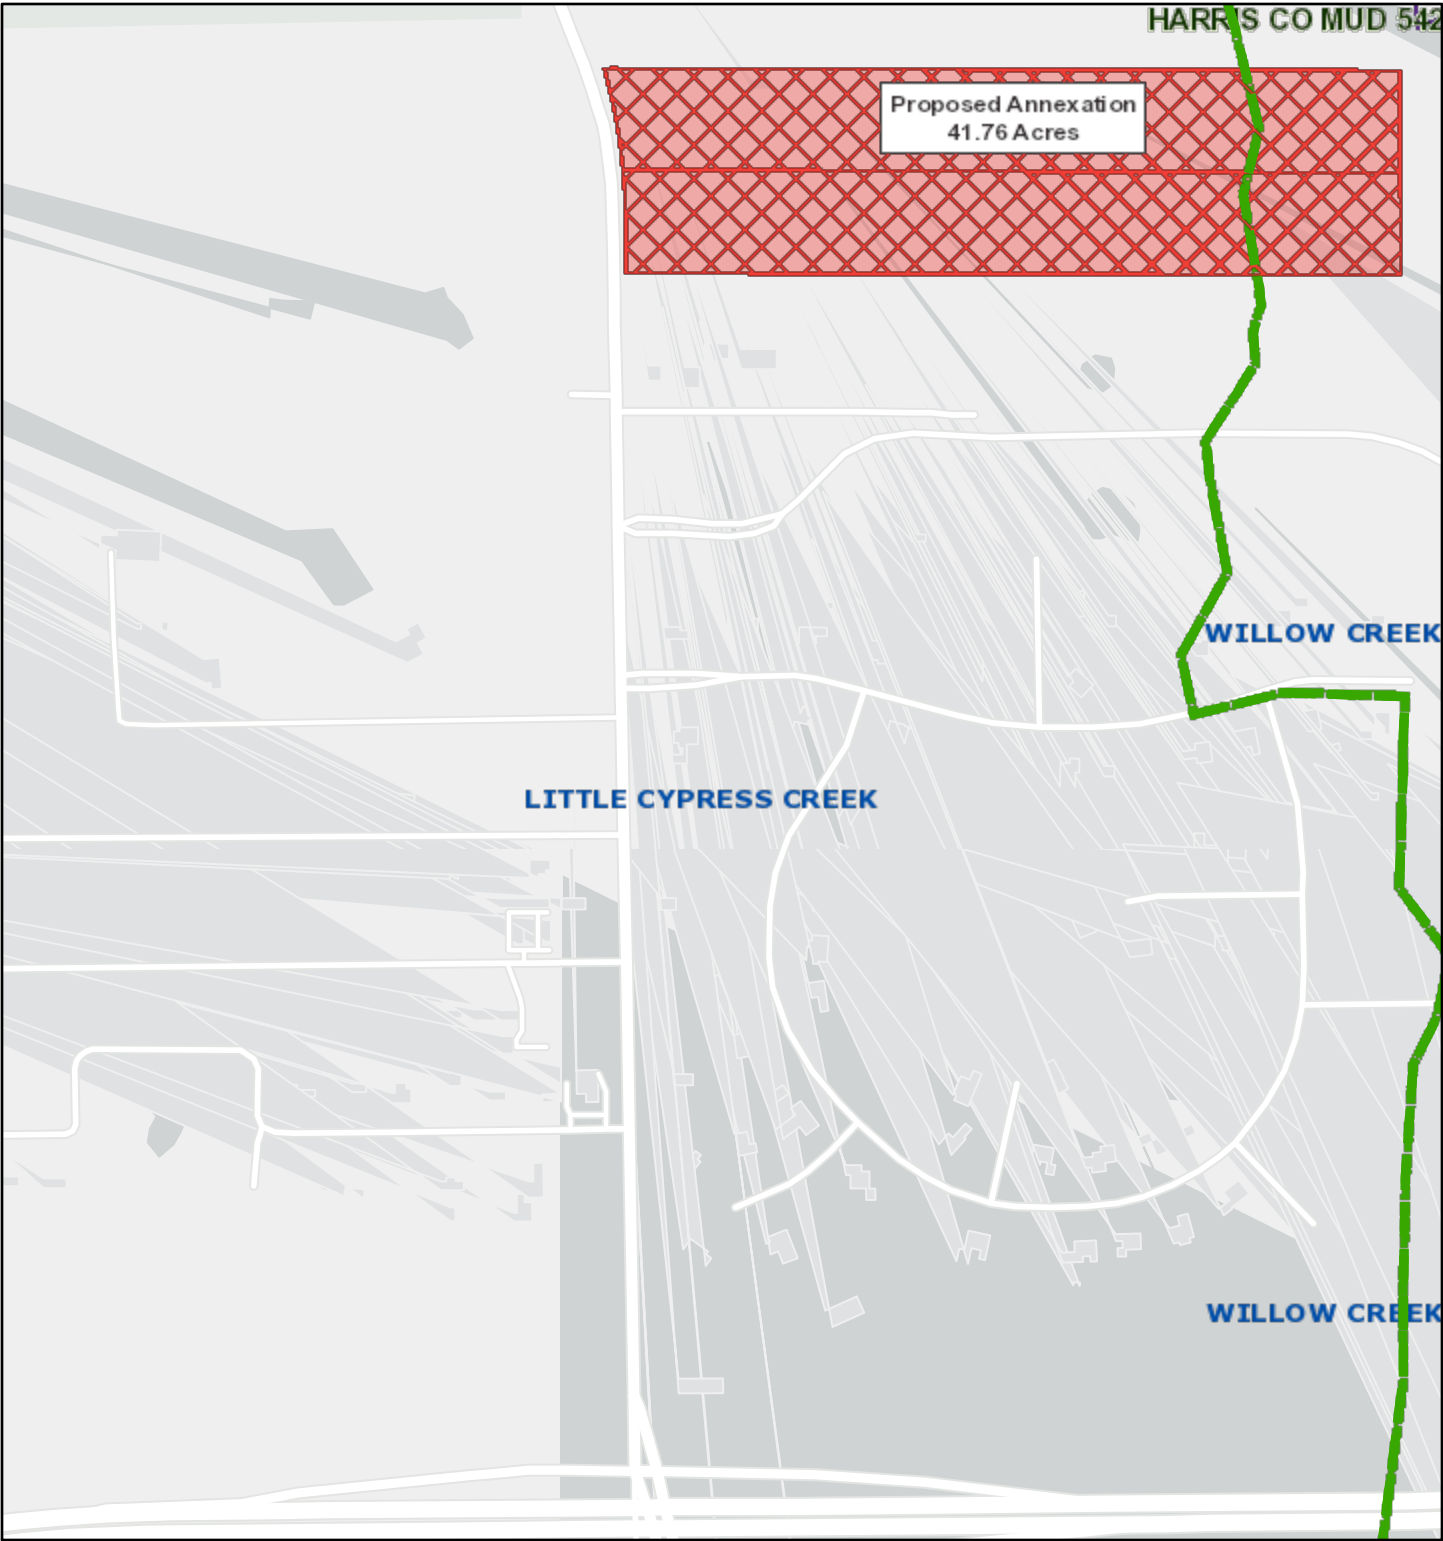 HARRIS CO MUD 542
Proposed Annexation
41.76 Acres
WILLOW CREEK
LITTLE CYPRESS CREEK
WILLOW CREEK